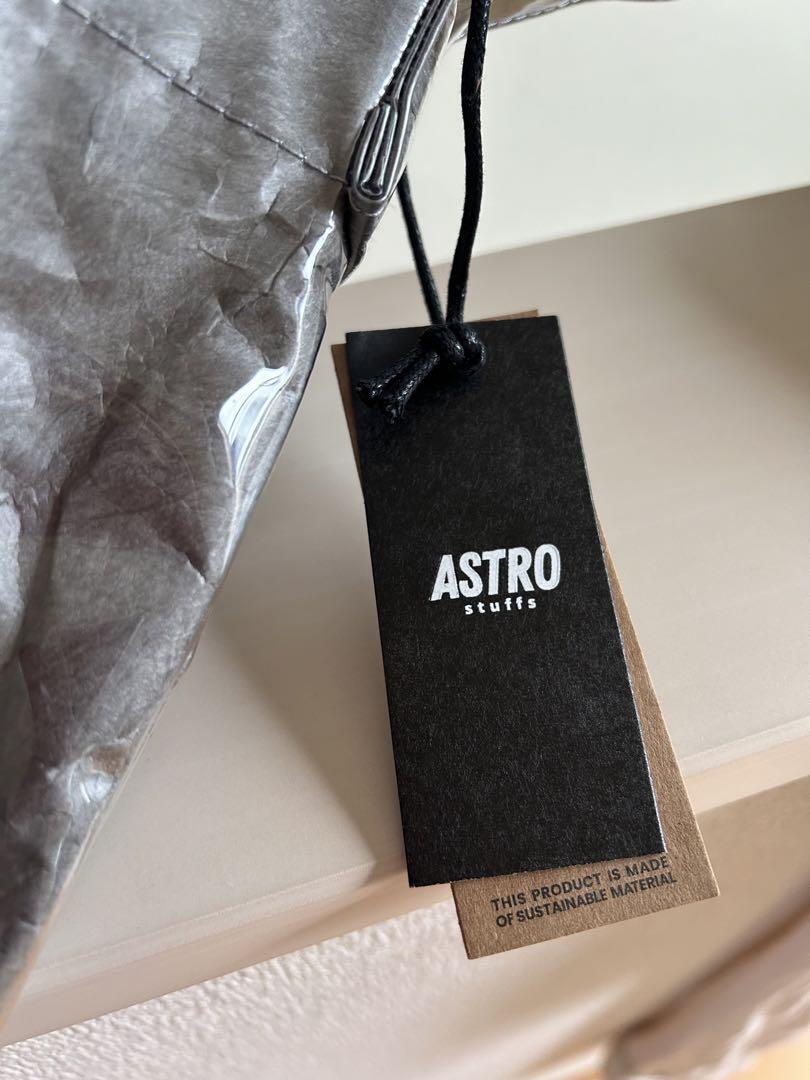 ASTRO
stuffs
THIS PRODUCT IS MADE
OF SUSTAINABLE MATERIAL